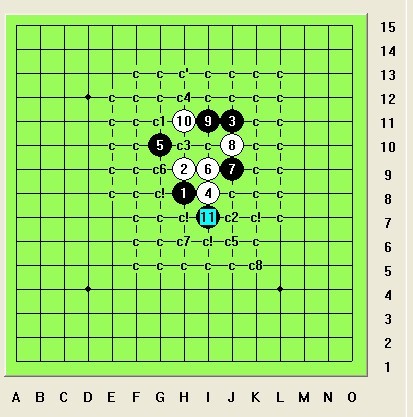 15
14
c c c' c c c c 13
c c c c4 c c c c 12
c c c1 10 9 3 c c 11
c c 5 c3 c 8 c c 10
c c c6 2 6 7 c c 9
c c c! 1 4 c c c 8
c c c! 11 c2 c! c 7
c c c7 c! c5 c 6
c c c c c c8 5
4
3
2
1
A B C D E F G H I J K L M N O